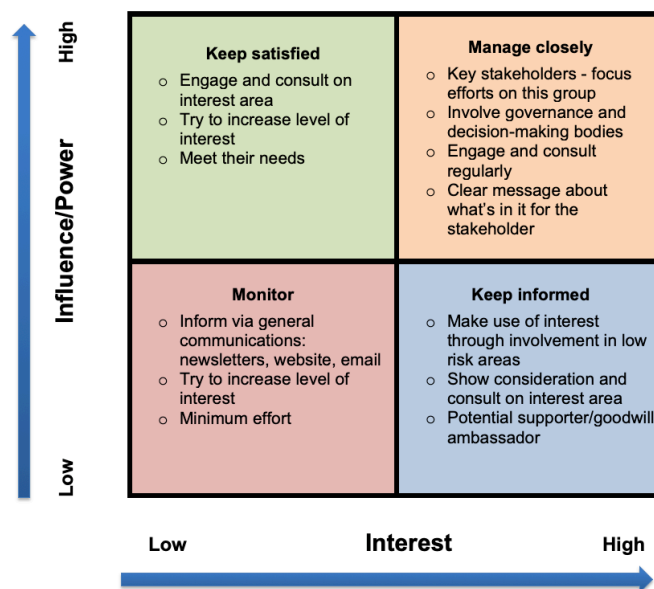 High
Influence/Power
Low
Keep satisfied
o Engage and consult on
interest area
o Try to increase level of
interest
o Meet their needs
Manage closely
o Key stakeholders - focus
efforts on this group
o Involve governance and
decision-making bodies
o Engage and consult
regularly
o Clear message about
what's in it for the
stakeholder
Monitor
o Inform via general
communications:
newsletters, website, email
o Try to increase level of
interest
o Minimum effort
Keep informed
o Make use of interest
through involvement in low
risk areas
o Show consideration and
consult on interest area
o Potential supporter/goodwill
ambassador
Low
Interest
High